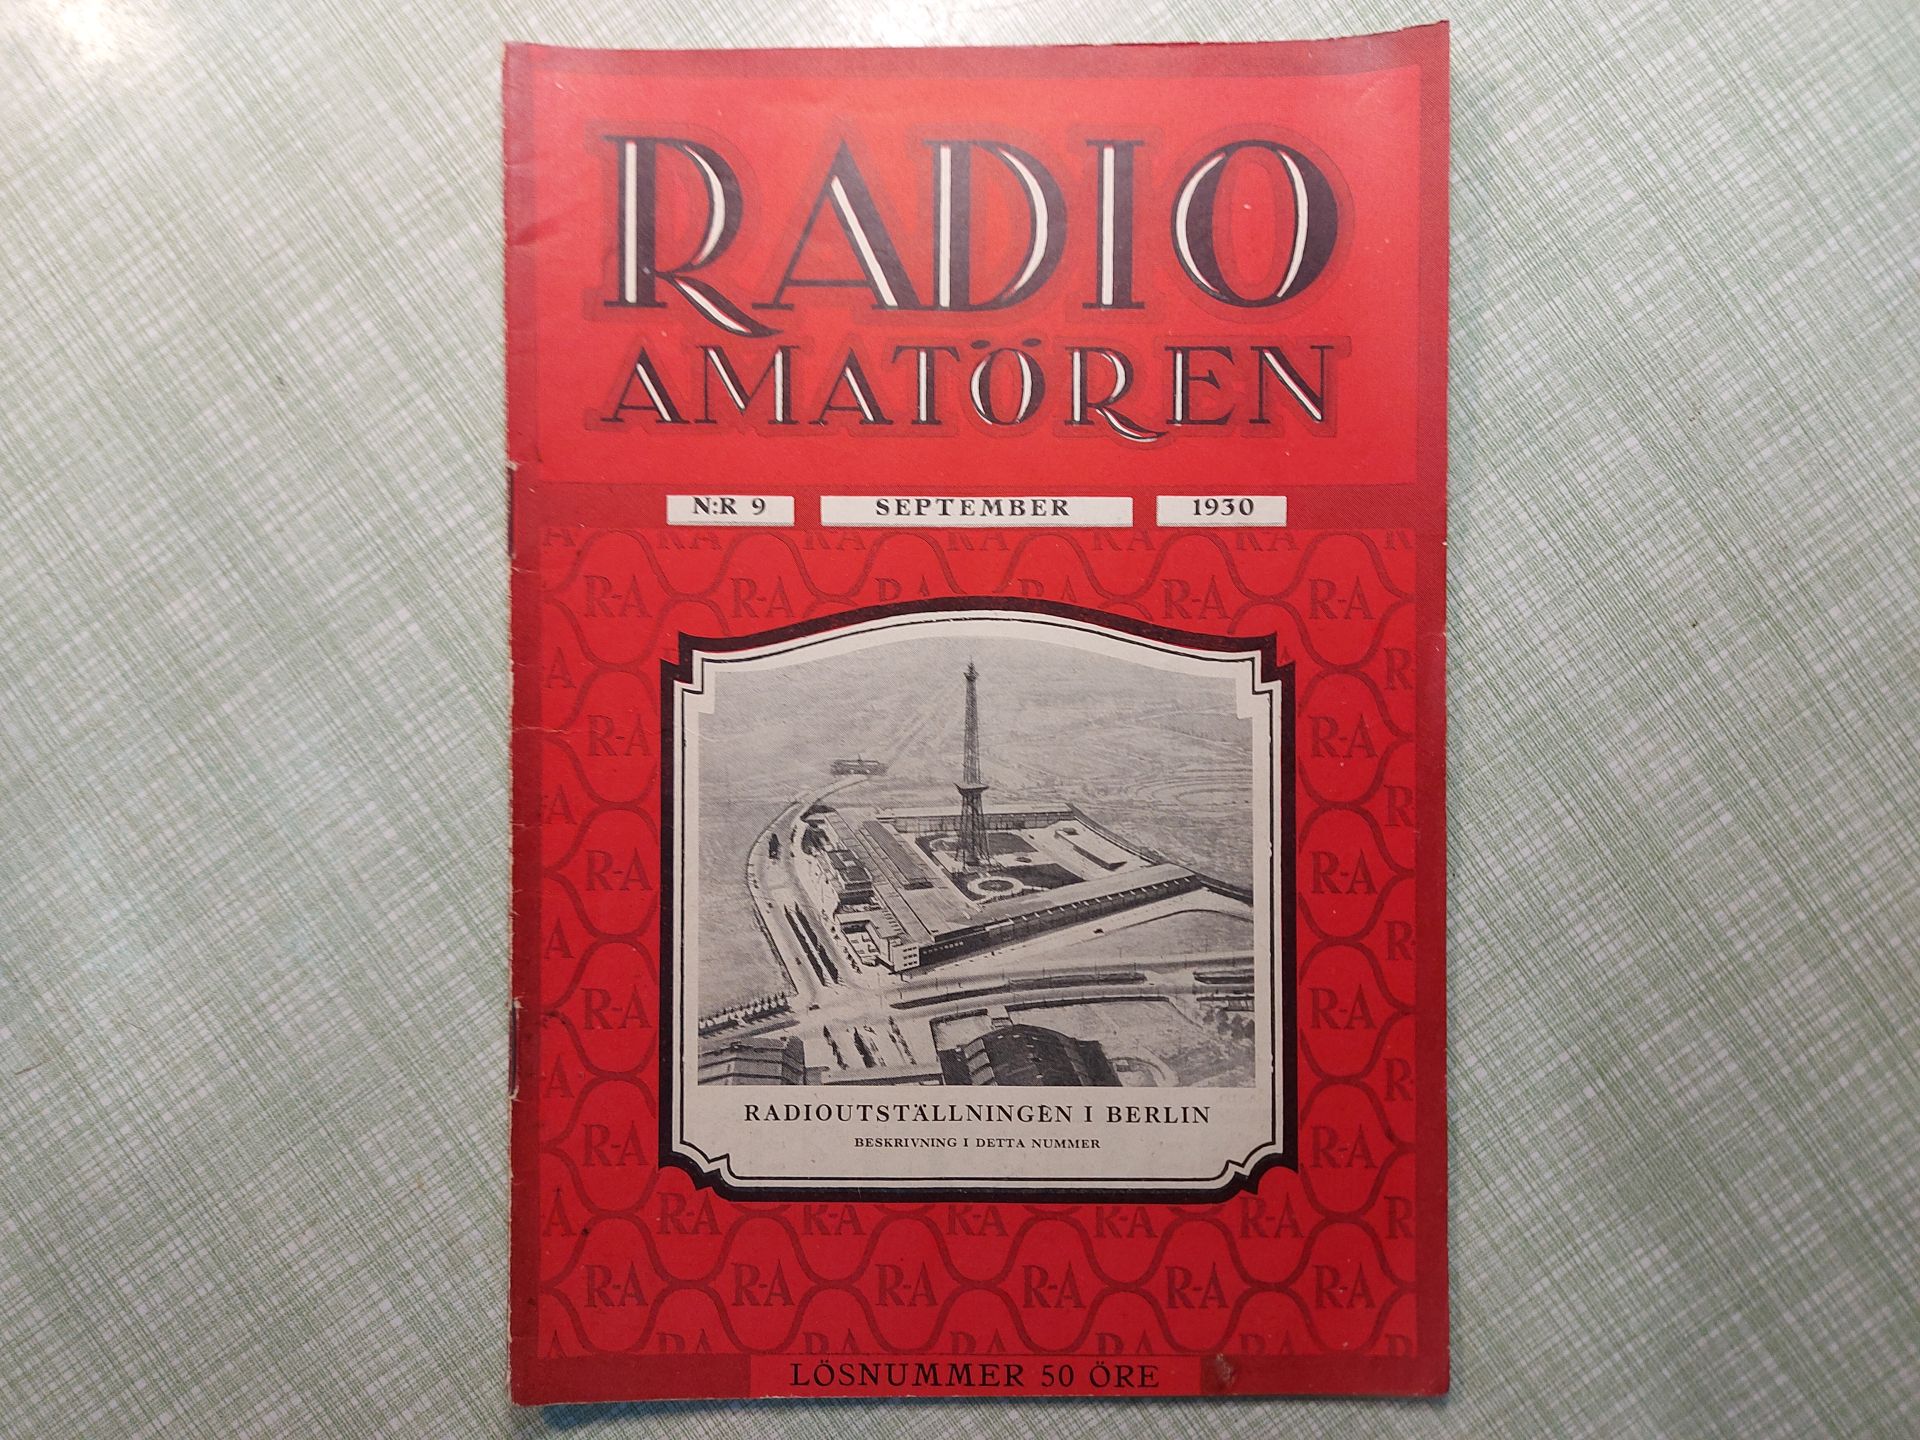 RADIO
AMATÖREN
N:R 9 SEPTEMBER 1930
RADIOUTSTÄLLNINGEN I BERLIN
BESKRIVNING I DETTA NUMMER
LÖSNUMMER 50 ÖRE
R-A